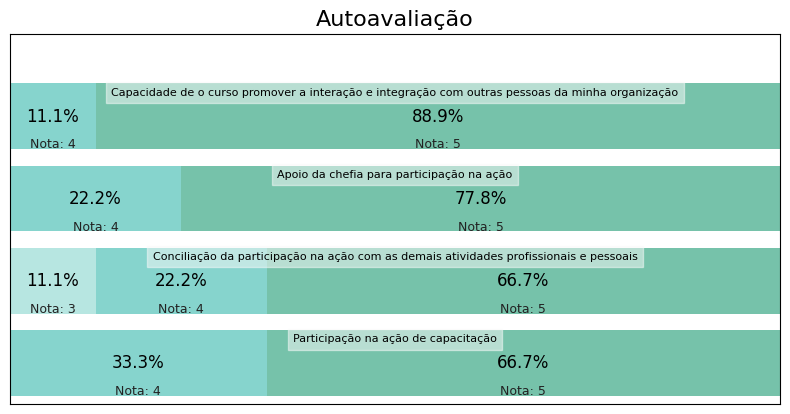 Autoavaliação
Capacidade de o curso promover a interação e integração com outras pessoas da minha organização
11.1% 88.9%
Nota: 4 Nota: 5
Apoio da chefia para participação na ação
22.2% 77.8%
Nota: 4 Nota: 5
Conciliação da participação na ação com as demais atividades profissionais e pessoais
11.1% 22.2% 66.7%
Nota: 3 Nota: 4 Nota: 5
Participação na ação de capacitação
33.3% 66.7%
Nota: 4 Nota: 5